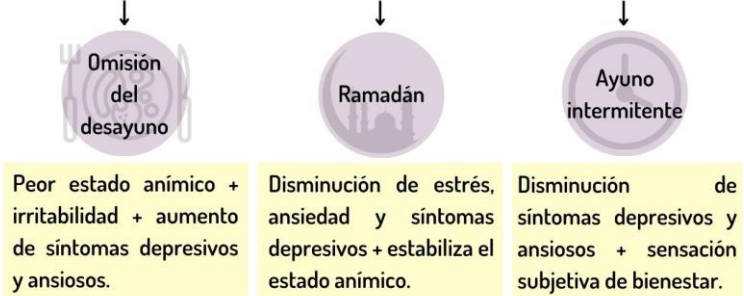 Omisión
del
desayuno
Peor estado anímico +
irritabilidad + aumento
de síntomas depresivos
y ansiosos.
Ramadán
Disminución de estrés,
ansiedad y síntomas
depresivos + estabiliza el
estado anímico.
Ayuno
intermitente
Disminución de
síntomas depresivos y
ansiosos + sensación
subjetiva de bienestar.